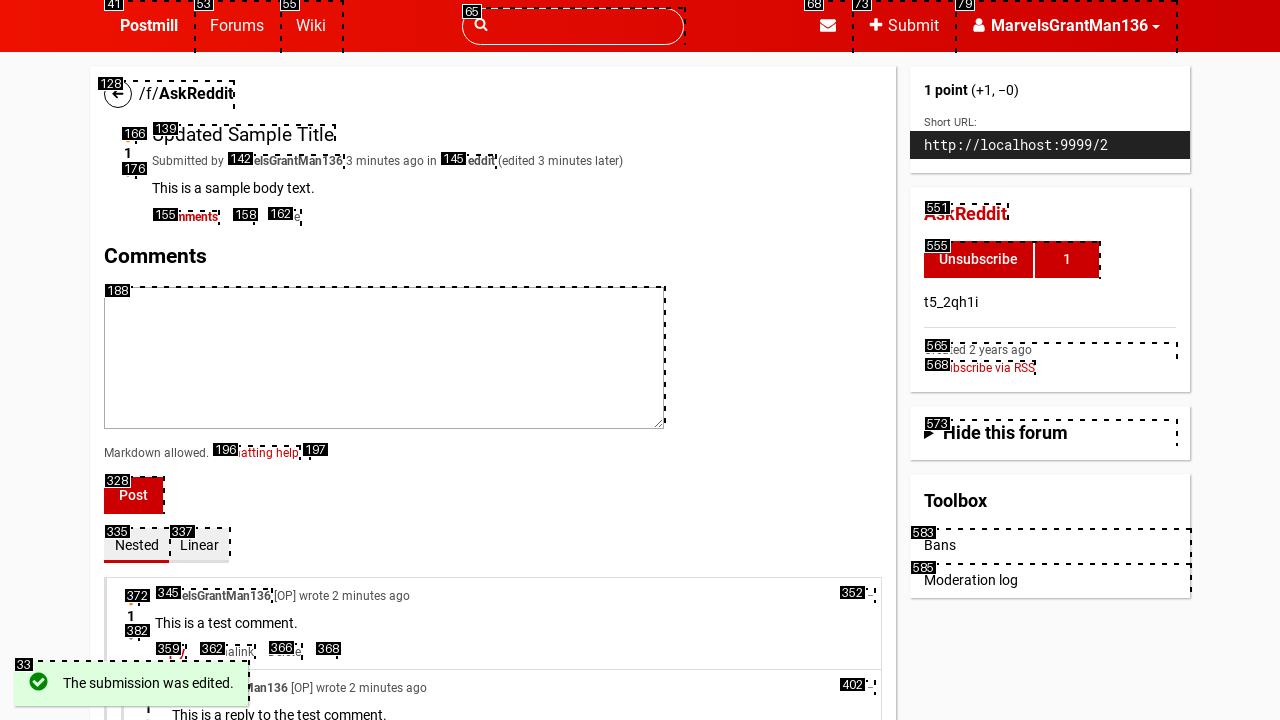 41 53 55 65 68 73 79
Postmill Forums Wiki Submit MarvelsGrantMan136
128 /f/AskReddit
166 139 Updated Sample Title
1
142 elsGrantMan136 145 eddit
Submitted by 3 minutes ago in (edited 3 minutes later)
176
This is a sample body text.
155 nments 158 162 e
Comments
188
Markdown allowed. 196 atting help 197
328
Post
335 337
Nested Linear
372 345 elsGrantMan136 [OP] wrote 2 minutes ago 352 –
1
This is a test comment.
382
359 y 362 alink 366 Delete 368
Man136 [OP] wrote 2 minutes ago 402 –
This is a reply to the test comment.
33
The submission was edited.
1 point (+1, −0)
Short URL:
http://localhost:9999/2
551
AskReddit
555
Unsubscribe 1
t5_2qh1i
565 ted 2 years ago
568 bscribe via RSS
573
Hide this forum
Toolbox
583
Bans
585
Moderation log